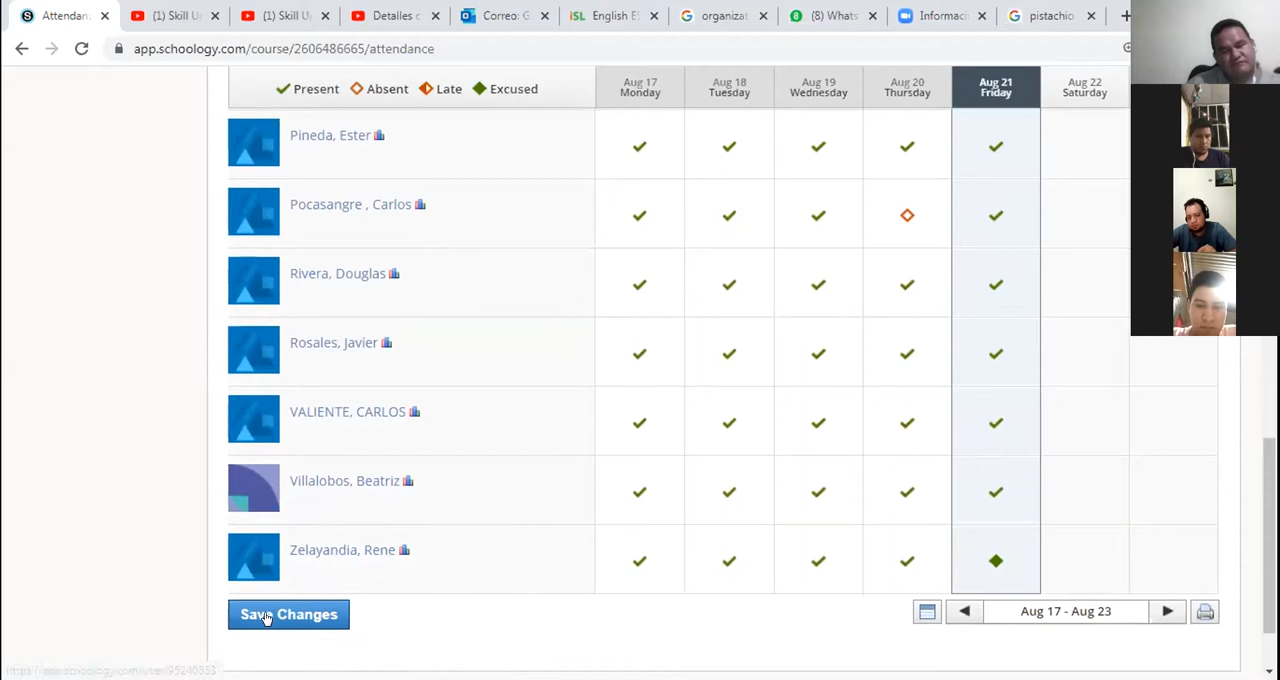 Attendan
(1) Skill U
(1) Skill U
Detalles c
Correo: G
iSL English E
organizat
(8) Whats
Informaci
pistachio
app.schoology.com/course/2606486665/attendance
Present Absent Late Excused
Aug 17 Monday
Aug 18 Tuesday
Aug 19 Wednesday
Aug 20 Thursday
Aug 21 Friday
Aug 22 Saturday
Pineda, Ester
Pocasangre , Carlos
Rivera, Douglas
Rosales, Javier
VALIENTE, CARLOS
Villalobos, Beatriz
Zelayandia, Rene
Save Changes
Aug 17 - Aug 23